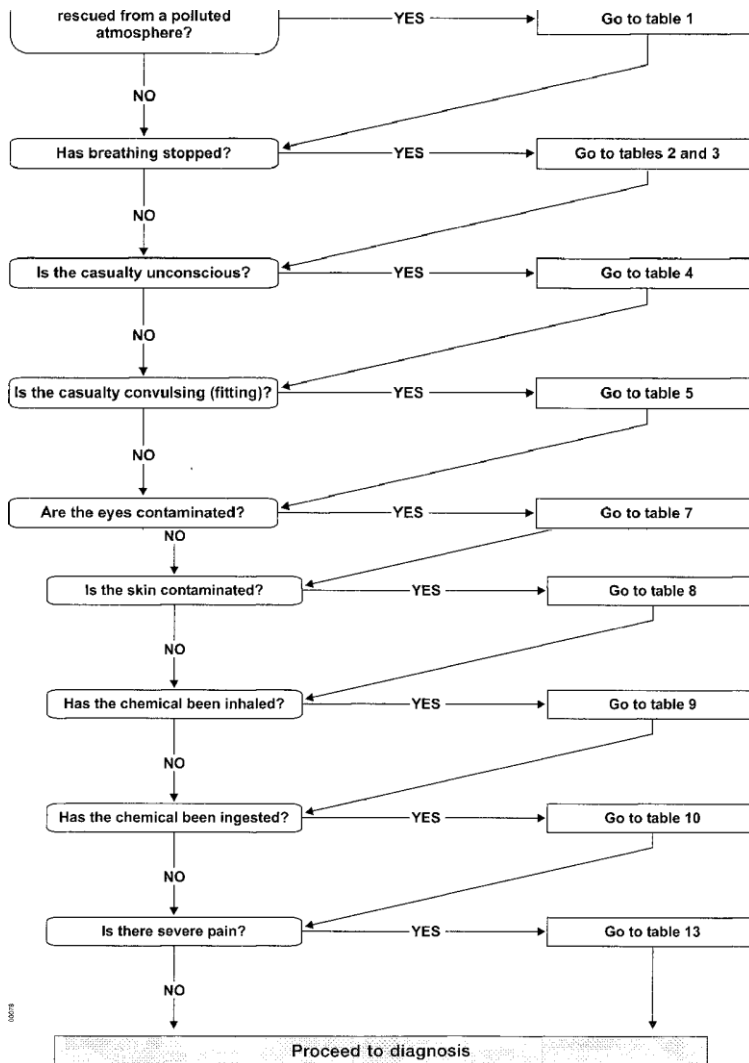 rescued from a polluted
atmosphere?
YES
Go to table 1
NO
Has breathing stopped?
YES
Go to tables 2 and 3
NO
Is the casualty unconscious?
YES
Go to table 4
NO
Is the casualty convulsing (fitting)?
YES
Go to table 5
NO
Are the eyes contaminated?
YES
Go to table 7
NO
Is the skin contaminated?
YES
Go to table 8
NO
Has the chemical been inhaled?
YES
Go to table 9
NO
Has the chemical been ingested?
YES
Go to table 10
NO
Is there severe pain?
YES
Go to table 13
NO
Proceed to diagnosis